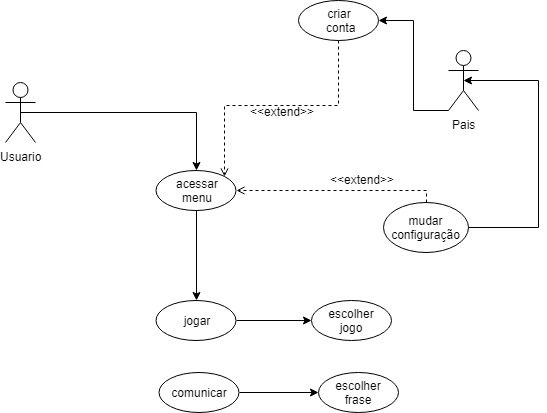 criar
conta
<<extend>>
Pais
Usuario
<<extend>>
acessar
menu
mudar
configuração
jogar
escolher
jogo
comunicar
escolher
frase